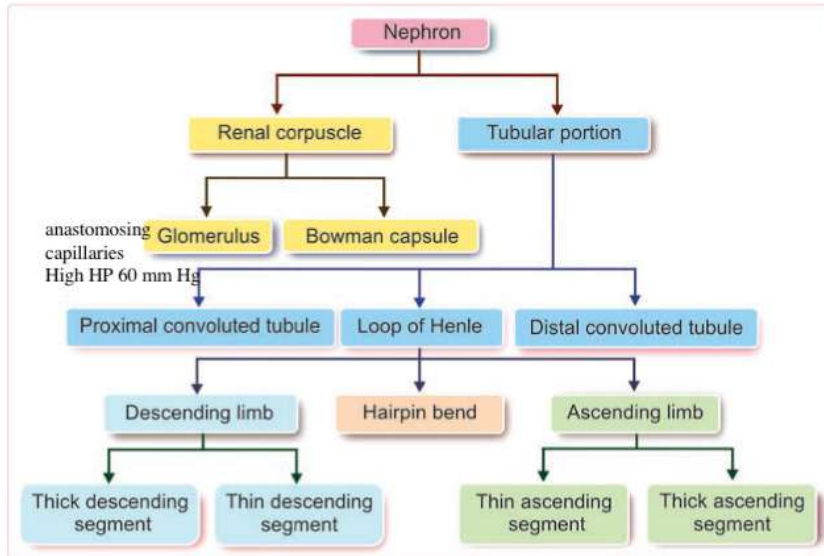 Nephron
Renal corpuscle
Tubular portion
anastomosing
capillaries
High HP 60 mm Hg
Glomerulus
Bowman capsule
Proximal convoluted tubule
Loop of Henle
Distal convoluted tubule
Descending limb
Hairpin bend
Ascending limb
Thick descending
segment
Thin descending
segment
Thin ascending
segment
Thick ascending
segment